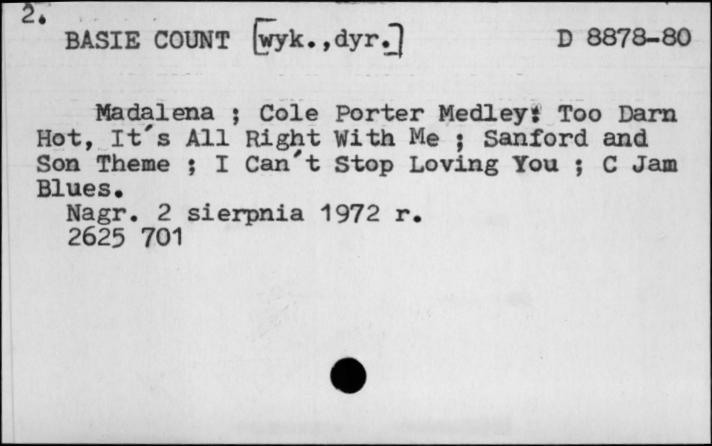 2.
BASIE COUNT [wyk.,dyr.] D 8878-80
Madalena ; Cole Porter Medley: Too Darn
Hot, It's All Right With Me ; Sanford and
Son Theme ; I Can't Stop Loving You ; C Jam
Blues.
Nagr. 2 sierpnia 1972 r.
2625 701